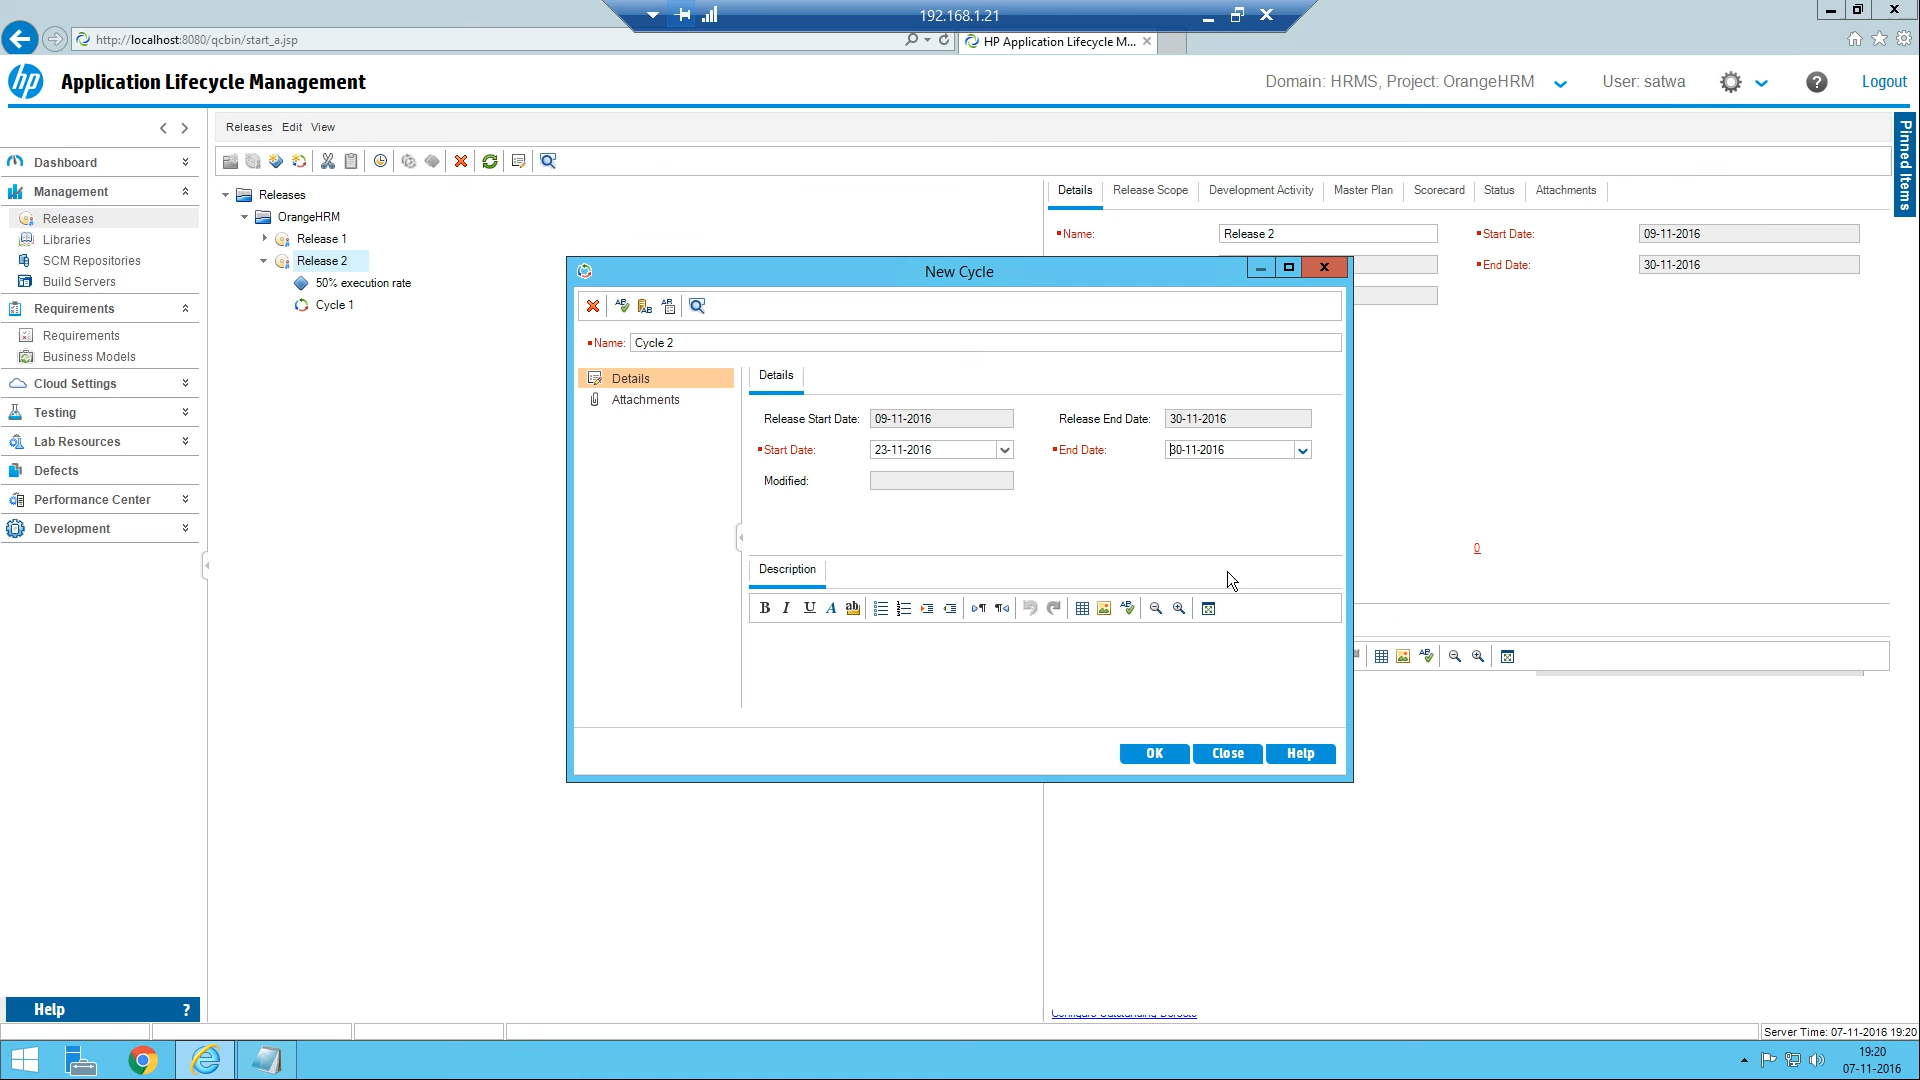 192.168.1.21
http://localhost:8080/qcbin/start_a.jsp
HP Application Lifecycle M...
hp
Application Lifecycle Management
Domain: HRMS, Project: OrangeHRM
User: satwa
?
Logout
Pinned Items
Dashboard
Management
Releases
Libraries
SCM Repositories
Build Servers
Requirements
Requirements
Business Models
Cloud Settings
Testing
Lab Resources
Defects
Performance Center
Development
Help ?
Releases Edit View
Releases
OrangeHRM
Release 1
Release 2
50% execution rate
Cycle 1
Details Release Scope Development Activity Master Plan Scorecard Status Attachments
Name: Release 2 Start Date: 09-11-2016
End Date: 30-11-2016
0
New Cycle
Name: Cycle 2
Details
Attachments
Details
Release Start Date: 09-11-2016 Release End Date: 30-11-2016
Start Date: 23-11-2016 End Date: 30-11-2016
Modified:
Description
B I U A ab
OK Close Help
Configure Outstanding Defects
Server Time: 07-11-2016 19:20
19:20
07-11-2016